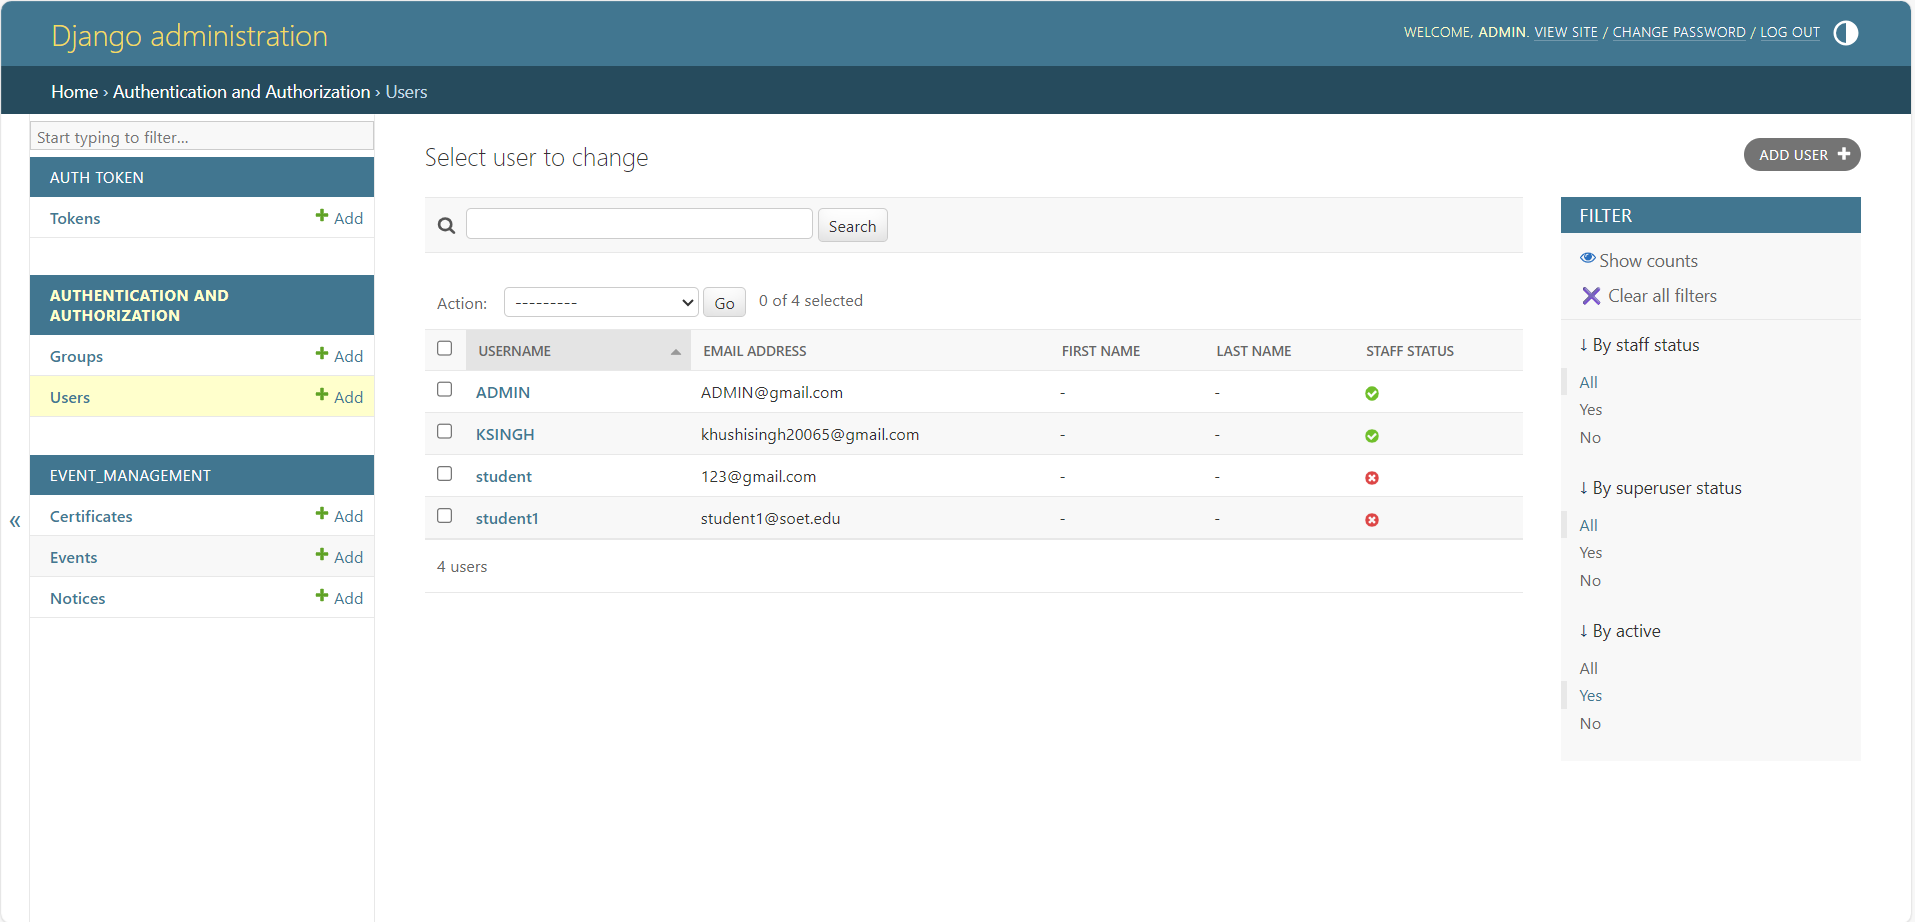 Django administration
WELCOME, ADMIN. VIEW SITE / CHANGE PASSWORD / LOG OUT
Home › Authentication and Authorization › Users
Start typing to filter...
AUTH TOKEN
Tokens + Add
AUTHENTICATION AND
AUTHORIZATION
Groups + Add
Users + Add
EVENT_MANAGEMENT
Certificates + Add
Events + Add
Notices + Add
«
Select user to change
ADD USER +
Search
Action: --------- Go 0 of 4 selected
USERNAME EMAIL ADDRESS FIRST NAME LAST NAME STAFF STATUS
ADMIN ADMIN@gmail.com - -
KSINGH khushisingh20065@gmail.com - -
student 123@gmail.com - -
student1 student1@soet.edu - -
4 users
FILTER
Show counts
Clear all filters
↓ By staff status
All
Yes
No
↓ By superuser status
All
Yes
No
↓ By active
All
Yes
No